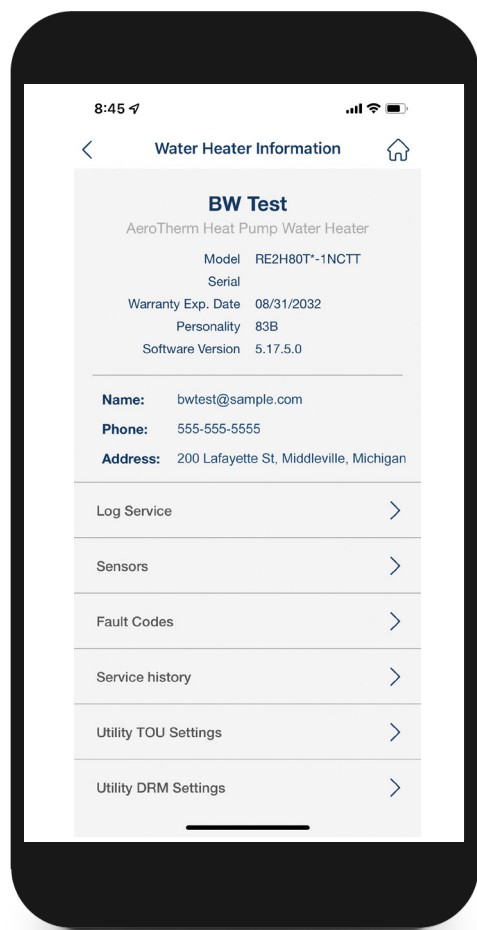 8:45
Water Heater Information
BW Test
AeroTherm Heat Pump Water Heater
Model RE2H80T*-1NCTT
Serial
Warranty Exp. Date 08/31/2032
Personality 83B
Software Version 5.17.5.0
Name: bwtest@sample.com
Phone: 555-555-5555
Address: 200 Lafayette St, Middleville, Michigan
Log Service
Sensors
Fault Codes
Service history
Utility TOU Settings
Utility DRM Settings